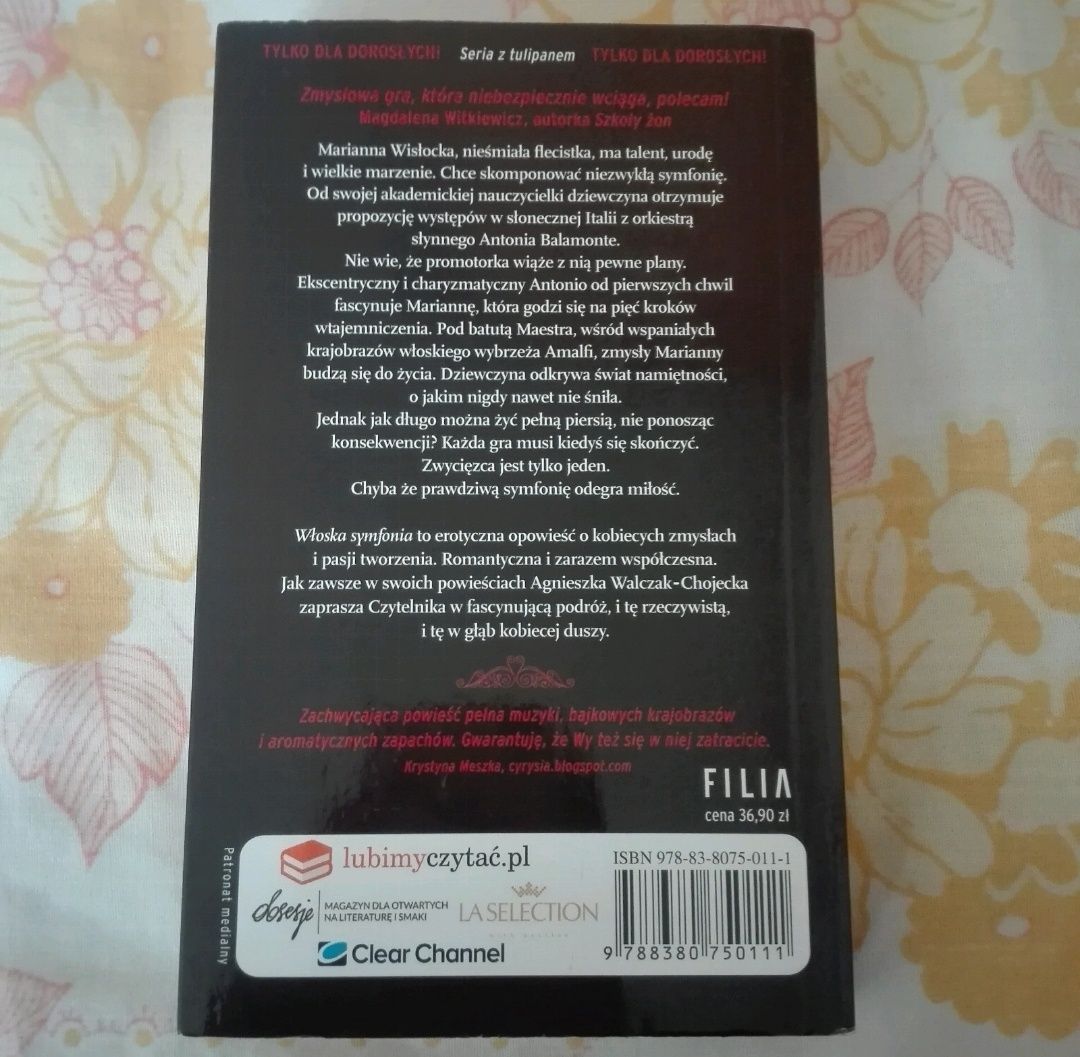 TYLKO DLA DOROSŁYCH! Seria z tulipanem TYLKO DLA DOROSŁYCH!
Zmysłowa gra, która niebezpiecznie wciąga, polecam!
Magdalena Witkiewicz, autorka Szkoły żon
Marianna Wisłocka, nieśmiała flecistka, ma talent, urodę
i wielkie marzenie. Chce skomponować niezwykłą symfonię.
Od swojej akademickiej nauczycielki dziewczyna otrzymuje
propozycję występów w słonecznej Italii z orkiestrą
słynnego Antonia Balamonte.
Nie wie, że promotorka wiąże z nią pewne plany.
Ekscentryczny i charyzmatyczny Antonio od pierwszych chwil
fascynuje Mariannę, która godzi się na pięć kroków
wtajemniczenia. Pod batutą Maestra, wśród wspaniałych
krajobrazów włoskiego wybrzeża Amalfi, zmysły Marianny
budzą się do życia. Dziewczyna odkrywa świat namiętności,
o jakim nigdy nawet nie śniła.
Jednak jak długo można żyć pełną piersią, nie ponosząc
konsekwencji? Każda gra musi kiedyś się skończyć.
Zwycięzca jest tylko jeden.
Chyba że prawdziwą symfonię odegra miłość.
Włoska symfonia to erotyczna opowieść o kobiecych zmysłach
i pasji tworzenia. Romantyczna i zarazem współczesna.
Jak zawsze w swoich powieściach Agnieszka Walczak-Chojecka
zaprasza Czytelnika w fascynującą podróż, i tę rzeczywistą,
i tę w głąb kobiecej duszy.
Zachwycająca powieść pełna muzyki, bajkowych krajobrazów
i aromatycznych zapachów. Gwarantuję, że Wy też się w niej zatracicie.
Krystyna Meszka, cyrysia.blogspot.com
FILIA
cena 36,90 zł
Patronat medialny
lubimyczytać.pl
ISBN 978-83-8075-011-1
MAGAZYN DLA OTWARTYCH
NA LITERATURĘ I SMAKI
LA SELECTION
Clear Channel
9 788380 750111